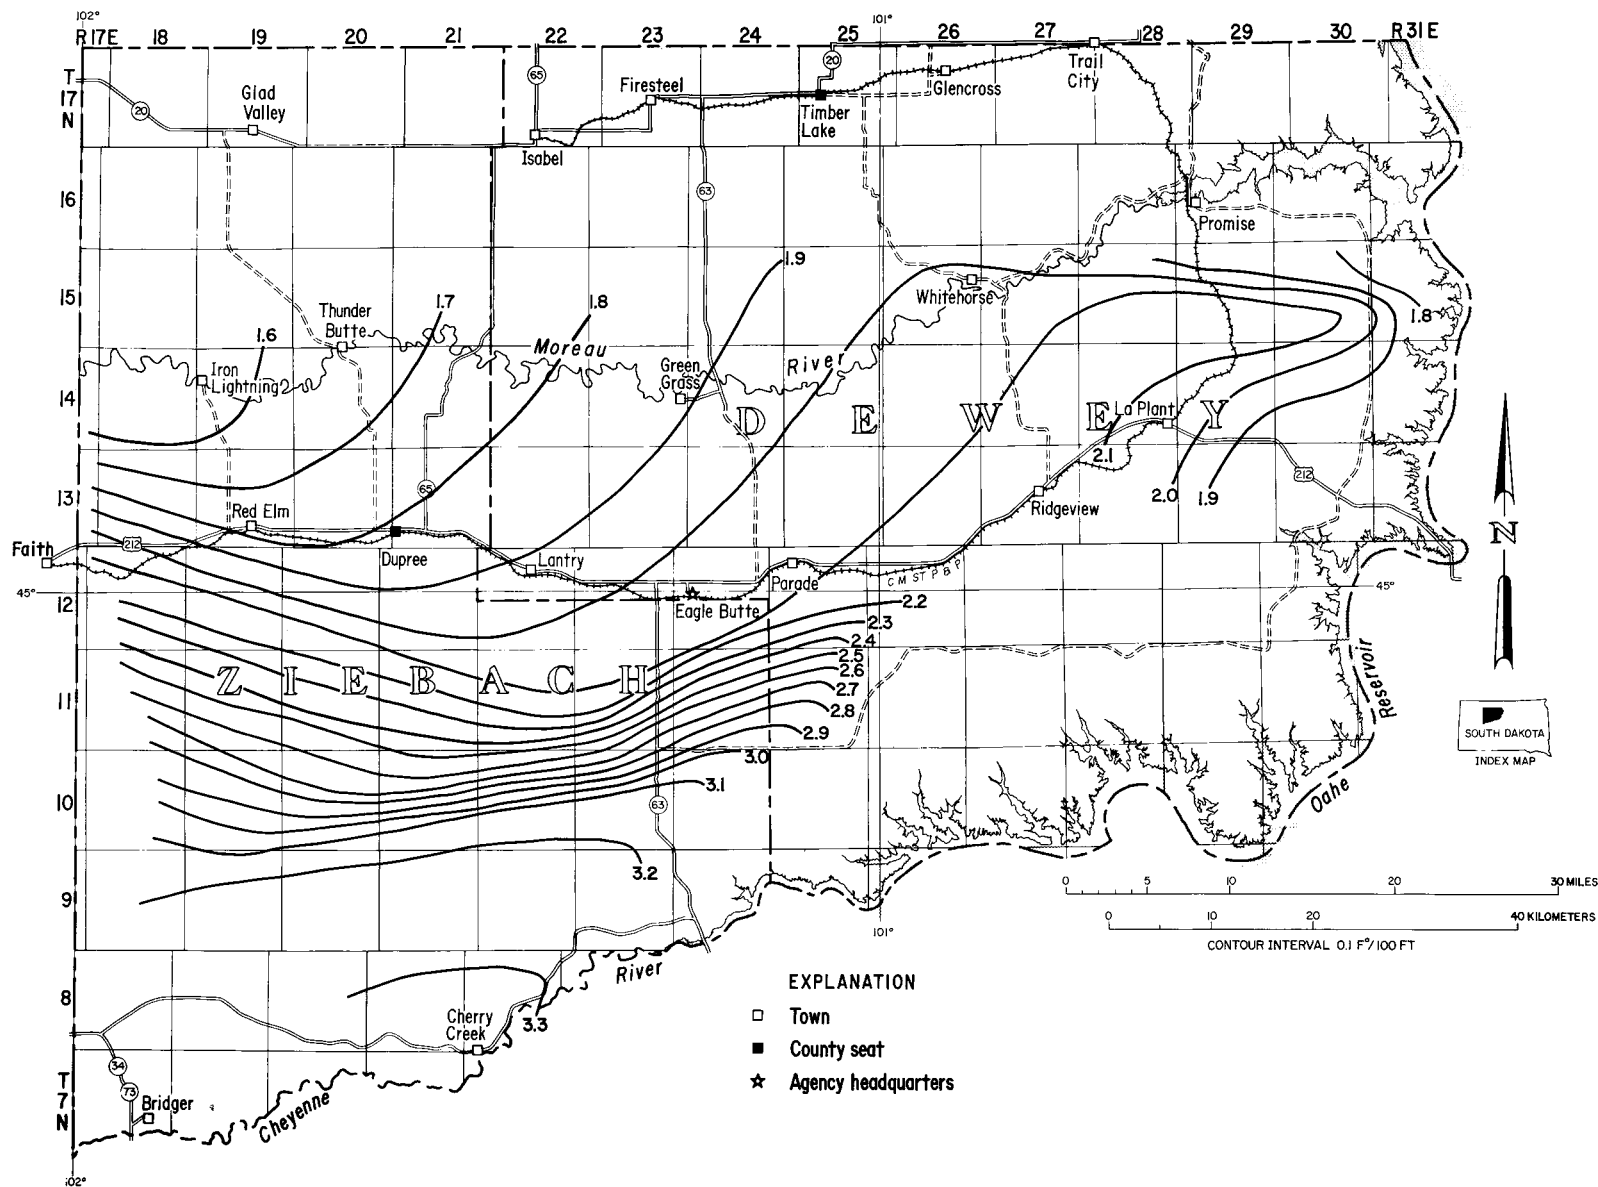 102°
101°
R 17E 18 19 20 21 22 23 24 25 26 27 28 29 30 R 31 E
T
17
N
16
15
14
13
12
11
10
9
8
T
7
N
20
Glad
Valley
65
Isabel
Firesteel
63
20
Timber
Lake
Glencross
Trail
City
Promise
1.9
Whitehorse
1.8
1.7
1.8
Thunder
Butte
1.6
Iron
Lightning
Moreau
River
Green
Grass
D E W E Y
La Plant
2.1
2.0
1.9
212
Ridgeview
65
Red Elm
Faith
212
Dupree
Lantry
Parade
C M ST P & P
Eagle Butte
45°
45°
2.2
2.3
2.4
2.5
2.6
2.7
2.8
2.9
3.0
3.1
3.2
3.3
Z I E B A C H
63
Reservoir
Oahe
N
SOUTH DAKOTA
INDEX MAP
0 5 10 20 30 MILES
0 10 20 40 KILOMETERS
CONTOUR INTERVAL 0.1 F°/100 FT
101°
River
Cherry
Creek
34
73
Bridger
Cheyenne
102°
EXPLANATION
Town
County seat
Agency headquarters